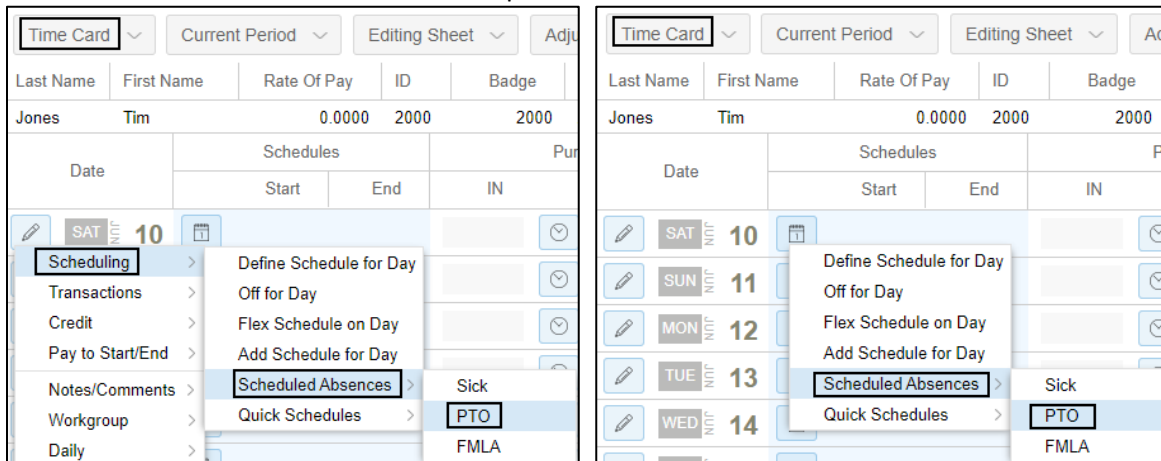 Time Card Current Period Editing Sheet Adju
Last Name First Name Rate Of Pay ID Badge
Jones Tim 0.0000 2000 2000
Date Schedules Pur
Start End IN
SAT JUN 10
Scheduling
Transactions
Credit
Pay to Start/End
Notes/Comments
Workgroup
Daily
Define Schedule for Day
Off for Day
Flex Schedule on Day
Add Schedule for Day
Scheduled Absences
Quick Schedules
Sick
PTO
FMLA
Time Card Current Period Editing Sheet Ad
Last Name First Name Rate Of Pay ID Badge
Jones Tim 0.0000 2000 2000
Date Schedules P
Start End IN
SAT JUN 10
SUN JUN 11
MON JUN 12
TUE JUN 13
WED JUN 14
Define Schedule for Day
Off for Day
Flex Schedule on Day
Add Schedule for Day
Scheduled Absences
Quick Schedules
Sick
PTO
FMLA